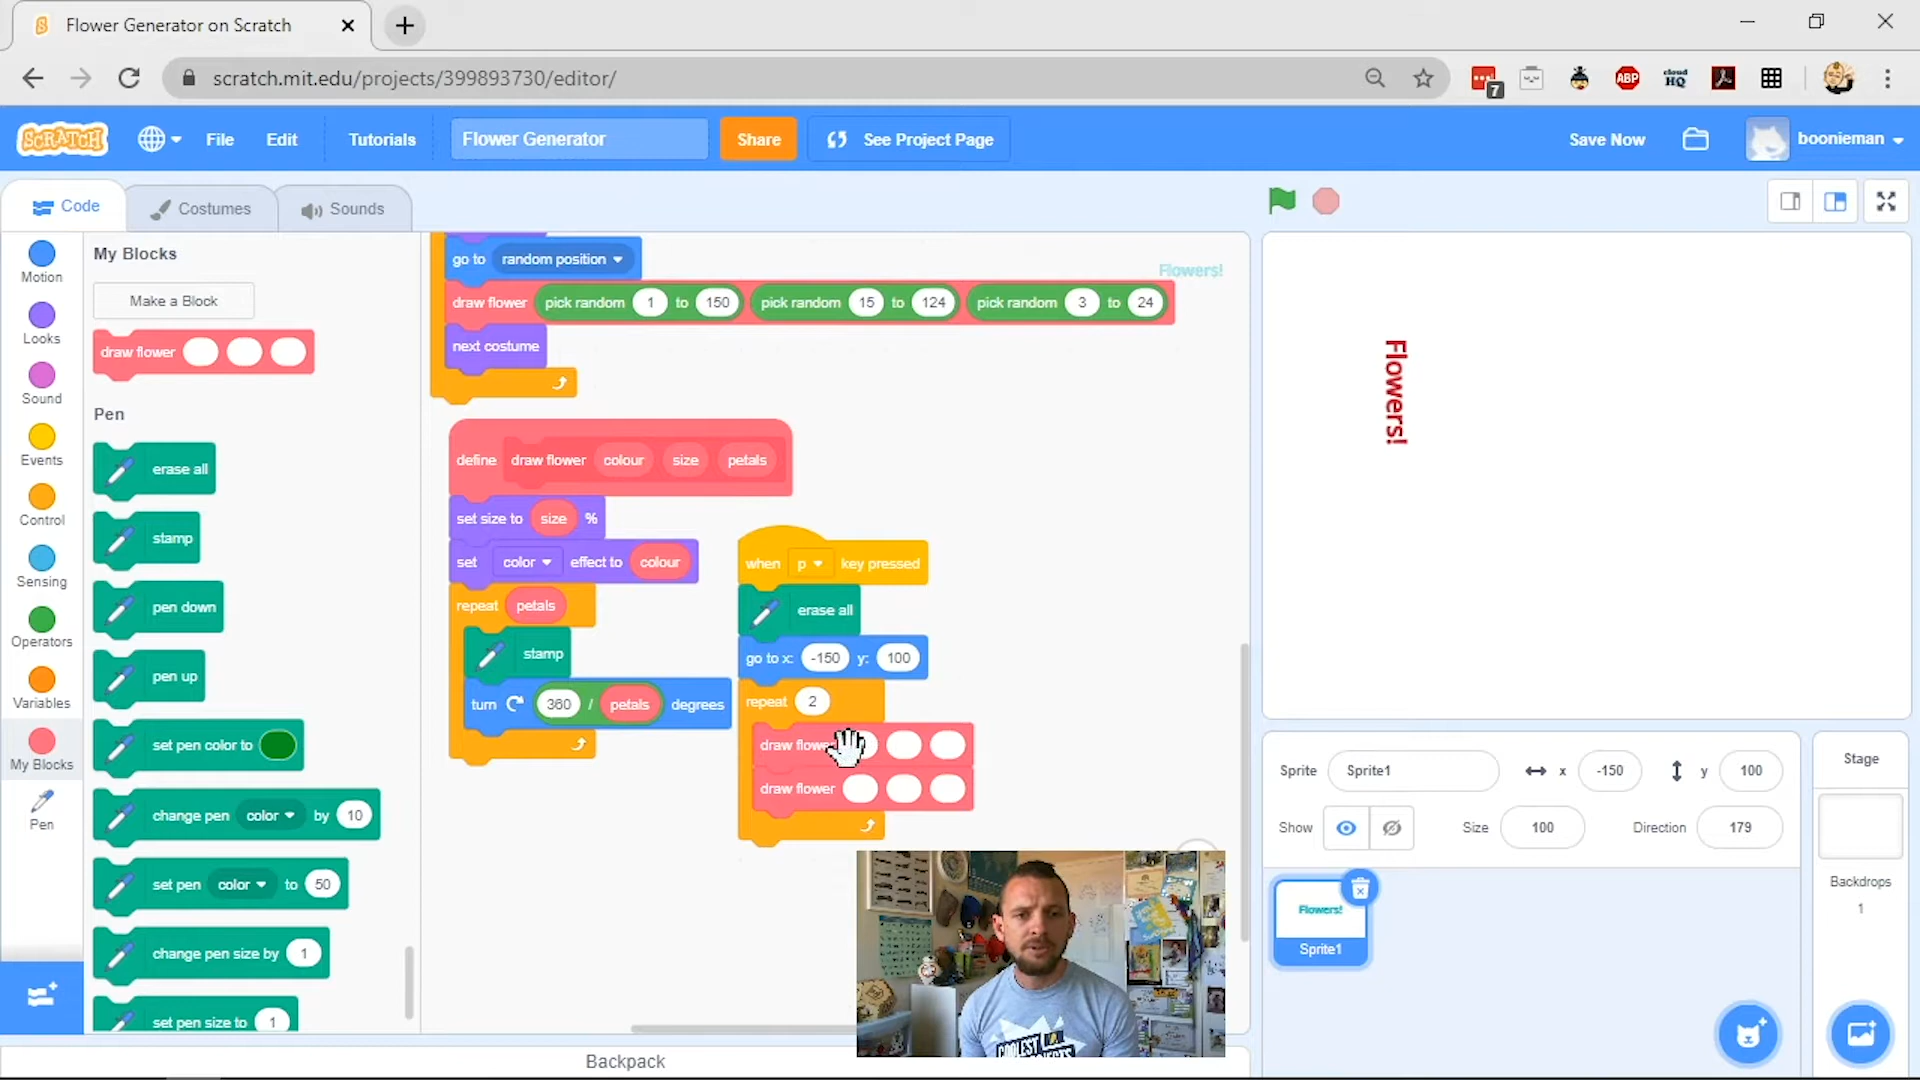 Flower Generator on Scratch
scratch.mit.edu/projects/399893730/editor/
7
ABP
cloud HQ
SCRATCH
File
Edit
Tutorials
Flower Generator
Share
See Project Page
Save Now
boonieman
Code
Costumes
Sounds
Motion
Looks
Sound
Events
Control
Sensing
Operators
Variables
My Blocks
Pen
My Blocks
Make a Block
draw flower
Pen
erase all
stamp
pen down
pen up
set pen color to
change pen color by 10
set pen color to 50
change pen size by 1
set pen size to 1
go to random position
Flowers!
draw flower pick random 1 to 150 pick random 15 to 124 pick random 3 to 24
next costume
define draw flower colour size petals
set size to size %
set color effect to colour
repeat petals
stamp
turn 360 / petals degrees
when p key pressed
erase all
go to x: -150 y: 100
repeat 2
draw flower
draw flower
Flowers!
Sprite Sprite1 x -150 y 100
Show Size 100 Direction 179
Flowers!
Sprite1
Stage
Backdrops
1
Backpack
COOLEST